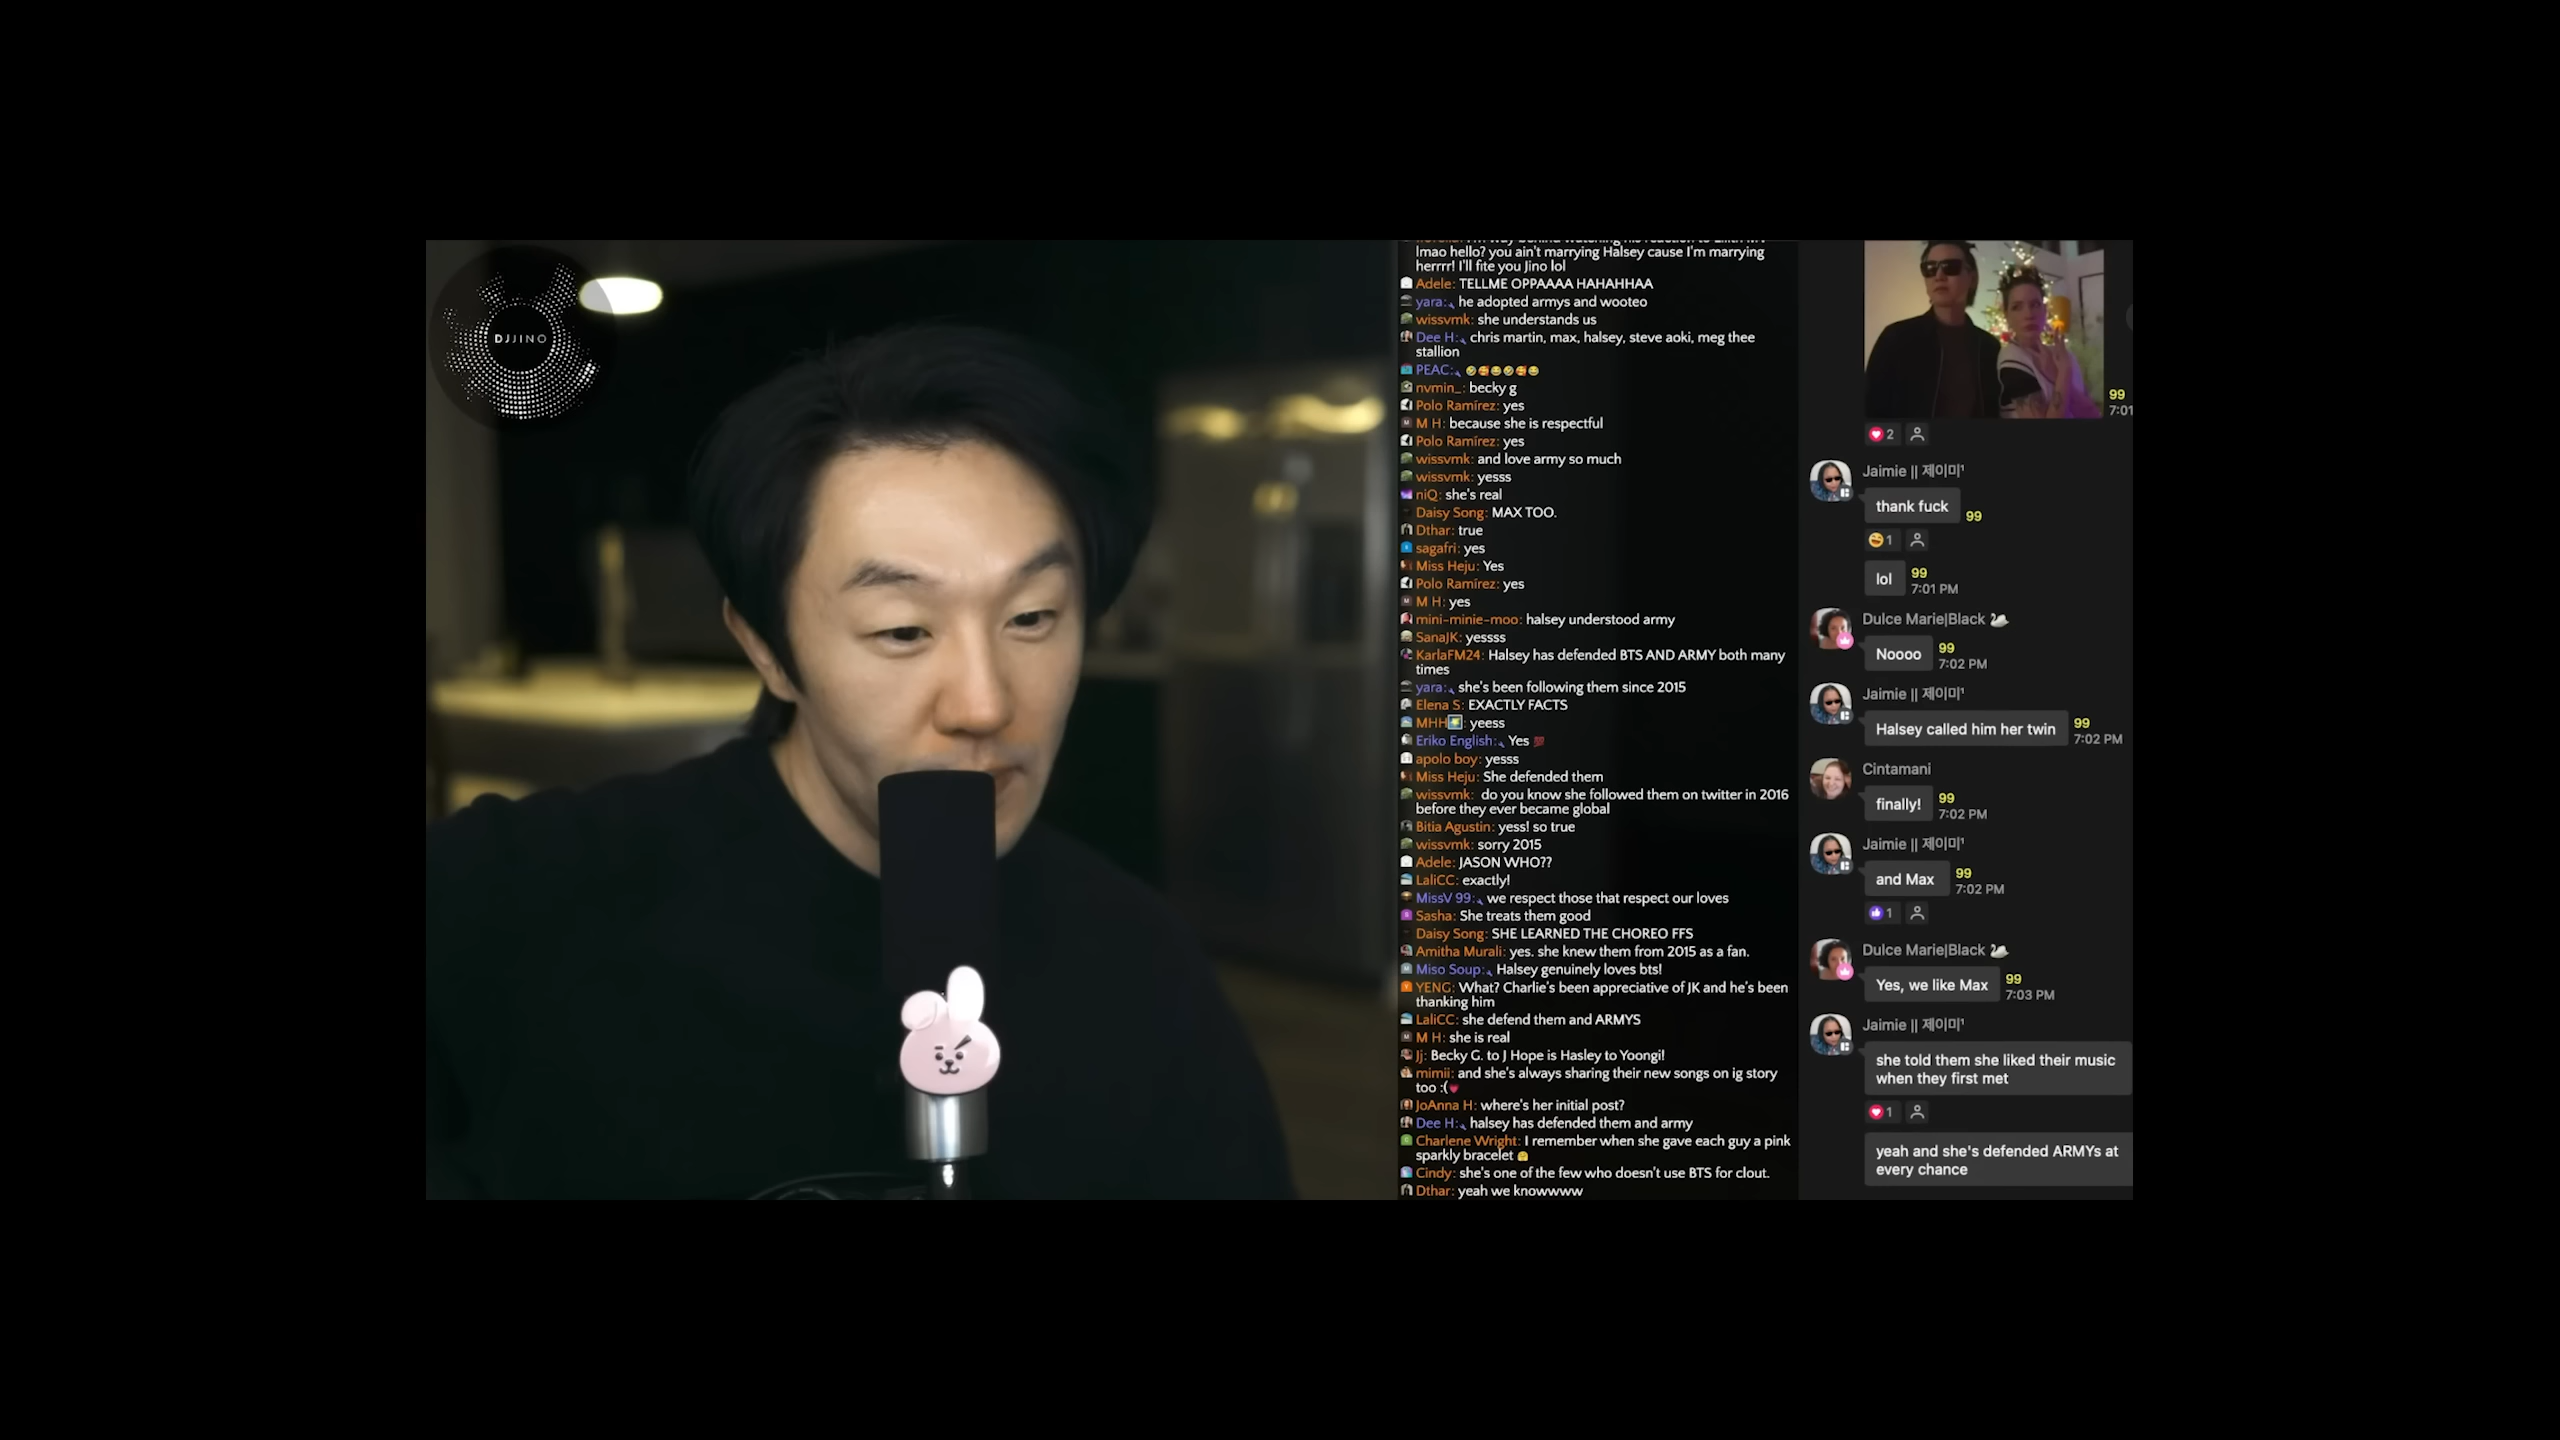 DJJINO
lmao hello? you ain't marrying Halsey cause I'm marrying
herrrr! I'll fite you Jino lol
Adele: TELLME OPPAAAA HAHAHHAA
yara: he adopted armys and wooteo
wissvmk: she understands us
Dee H: chris martin, max, halsey, steve aoki, meg thee
stallion
PEAC: 
nvmin_: becky g
Polo Ramírez: yes
M H: because she is respectful
Polo Ramírez: yes
wissvmk: and love army so much
wissvmk: yesss
niQ: she's real
Daisy Song: MAX TOO.
Dthar: true
sagafri: yes
Miss Heju: Yes
Polo Ramírez: yes
M H: yes
mini-minie-moo: halsey understood army
SanaJK: yessss
KarlaFM24: Halsey has defended BTS AND ARMY both many
times
yara: she's been following them since 2015
Elena S: EXACTLY FACTS
MHH: yeess
Eriko English: Yes 💯
apolo boy: yesss
Miss Heju: She defended them
wissvmk: do you know she followed them on twitter in 2016
before they ever became global
Bitia Agustin: yess! so true
wissvmk: sorry 2015
Adele: JASON WHO??
LaliCC: exactly!
MissV 99: we respect those that respect our loves
Sasha: She treats them good
Daisy Song: SHE LEARNED THE CHOREO FFS
Amitha Murali: yes. she knew them from 2015 as a fan.
Miso Soup: Halsey genuinely loves bts!
YENG: What? Charlie's been appreciative of JK and he's been
thanking him
LaliCC: she defend them and ARMYS
M H: she is real
Jj: Becky G. to J Hope is Hasley to Yoongi!
mimii: and she's always sharing their new songs on ig story
too :(
JoAnna H: where's her initial post?
Dee H: halsey has defended them and army
Charlene Wright: I remember when she gave each guy a pink
sparkly bracelet
Cindy: she's one of the few who doesn't use BTS for clout.
Dthar: yeah we knowwww
99
7:01
2
Jaimie || 제이미¹
thank fuck
99
1
lol
99
7:01 PM
Dulce Marie|Black 🦢
Noooo
99
7:02 PM
Jaimie || 제이미¹
Halsey called him her twin
99
7:02 PM
Cintamani
finally!
99
7:02 PM
Jaimie || 제이미¹
and Max
99
7:02 PM
1
Dulce Marie|Black 🦢
Yes, we like Max
99
7:03 PM
Jaimie || 제이미¹
she told them she liked their music
when they first met
1
yeah and she's defended ARMYs at
every chance